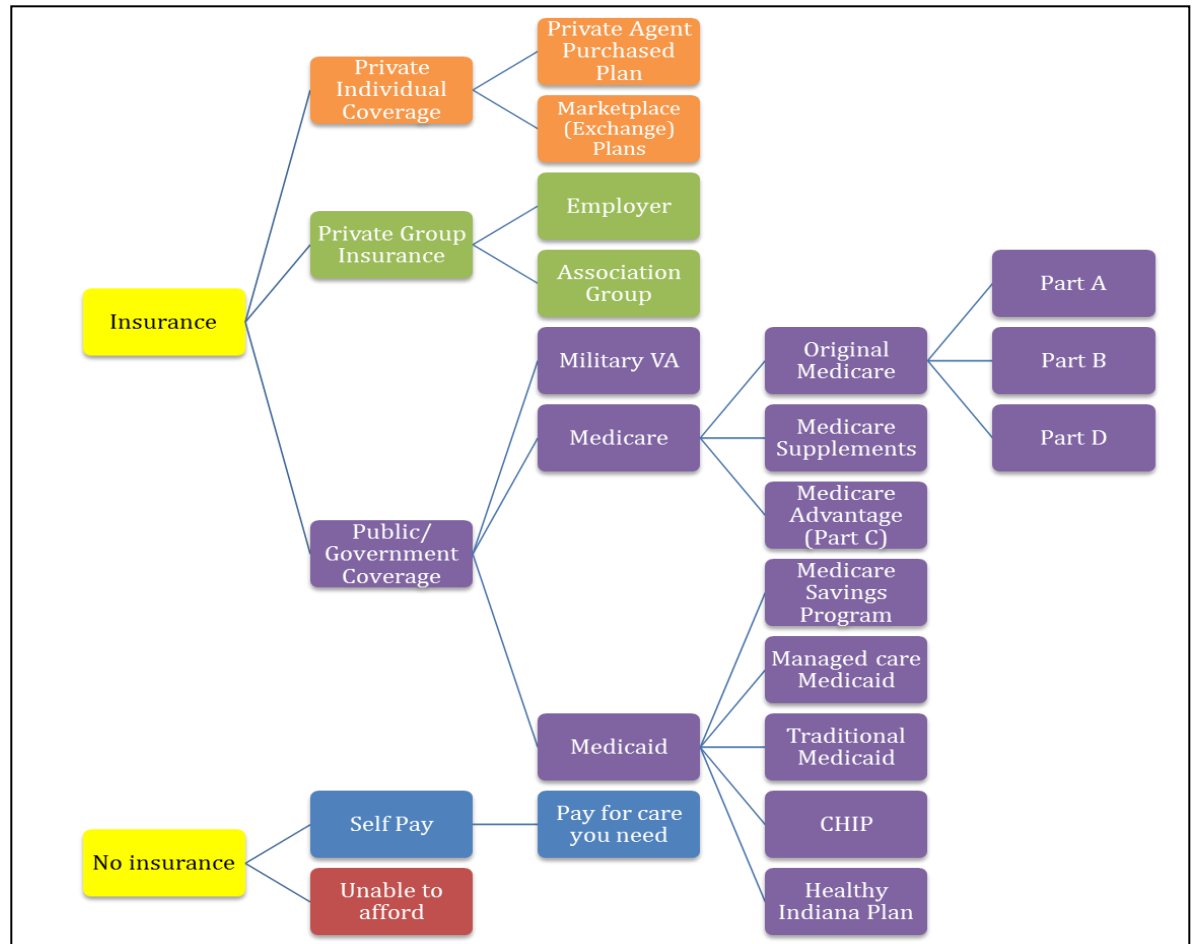 Private Agent
Purchased
Plan
Private
Individual
Coverage
Marketplace
(Exchange)
Plans
Employer
Private Group
Insurance
Association
Group
Part A
Insurance
Military VA
Original
Medicare
Part B
Medicare
Medicare
Supplements
Part D
Medicare
Advantage
(Part C)
Public/
Government
Coverage
Medicare
Savings
Program
Managed care
Medicaid
Medicaid
Traditional
Medicaid
Self Pay
Pay for care
you need
CHIP
No insurance
Unable to
afford
Healthy
Indiana Plan